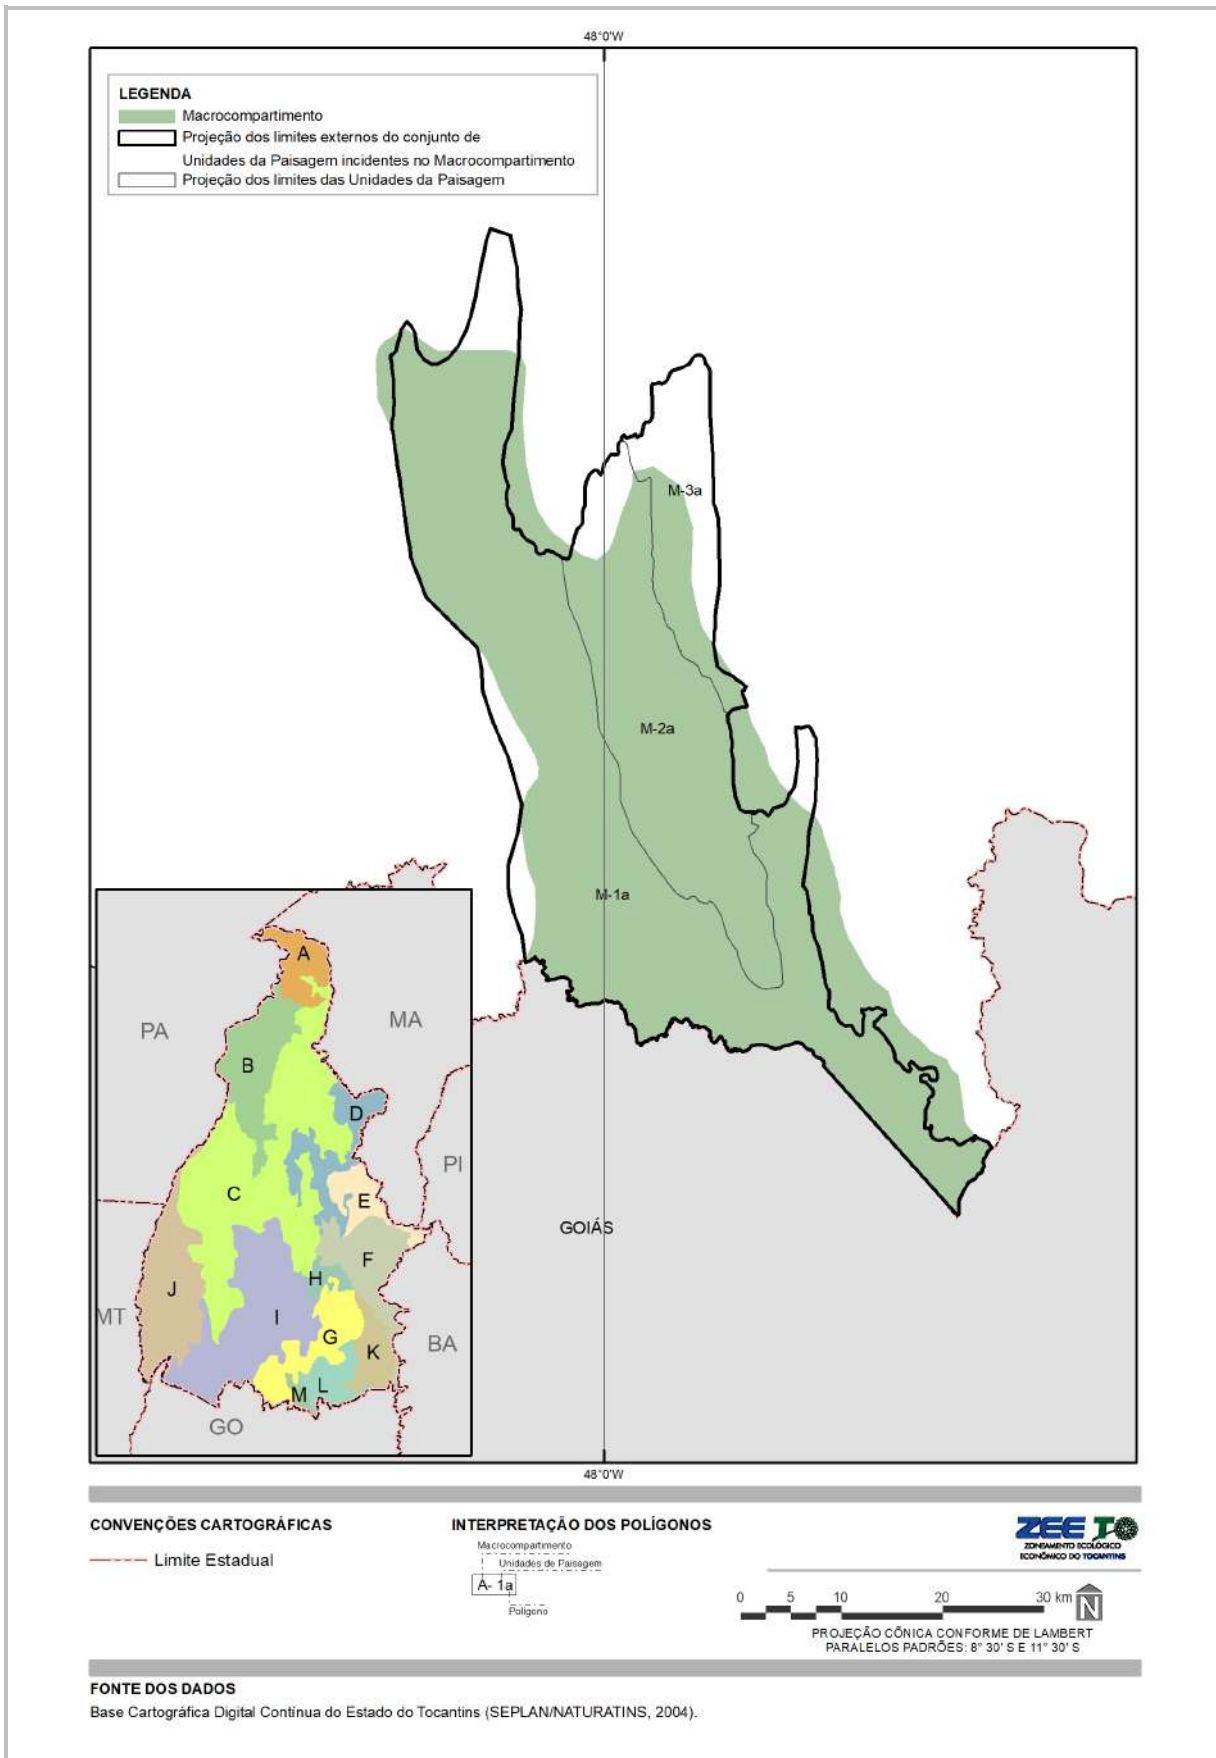 48°0'W
LEGENDA
Macrocompartimento
Projeção dos limites externos do conjunto de
Unidades da Paisagem incidentes no Macrocompartimento
Projeção dos limites das Unidades da Paisagem
M-3a
M-2a
M-1a
A
PA
MA
B
D
PI
C
E
GOIÁS
F
H
J
I
MT
G
BA
K
L
M
GO
48°0'W
CONVENÇÕES CARTOGRÁFICAS
Limite Estadual
INTERPRETAÇÃO DOS POLÍGONOS
Macrocompartimento
Unidades de Paisagem
A- 1a
Polígono
ZEE TO
ZONEAMENTO ECOLÓGICO
ECONÔMICO DO TOCANTINS
0 5 10 20 30 km
N
PROJEÇÃO CÔNICA CONFORME DE LAMBERT
PARALELOS PADRÕES: 8° 30' S E 11° 30' S
FONTE DOS DADOS
Base Cartográfica Digital Contínua do Estado do Tocantins (SEPLAN/NATURATINS, 2004).